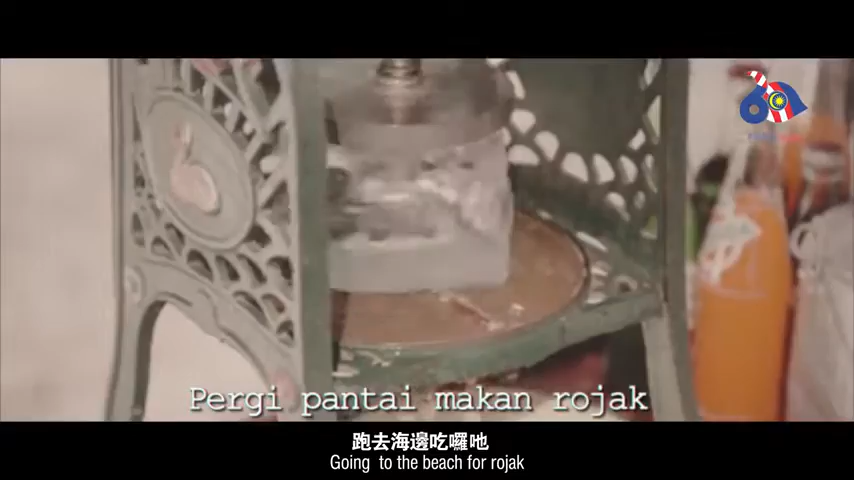 Pergi pantai makan rojak
跑去海邊吃囉吔
Going to the beach for rojak